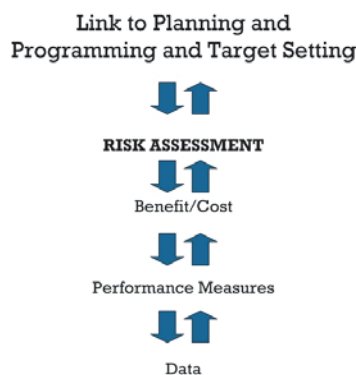 Link to Planning and
Programming and Target Setting
RISK ASSESSMENT
Benefit/Cost
Performance Measures
Data